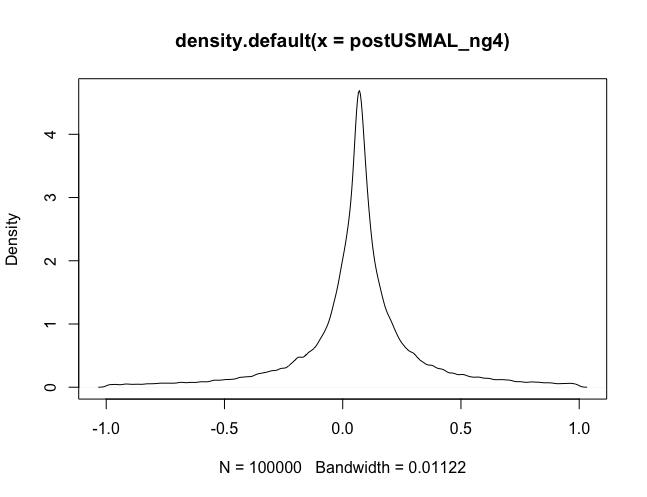 density.default(x = postUSMAL_ng4)
Density
4
3
2
1
0
-1.0 -0.5 0.0 0.5 1.0
N = 100000 Bandwidth = 0.01122